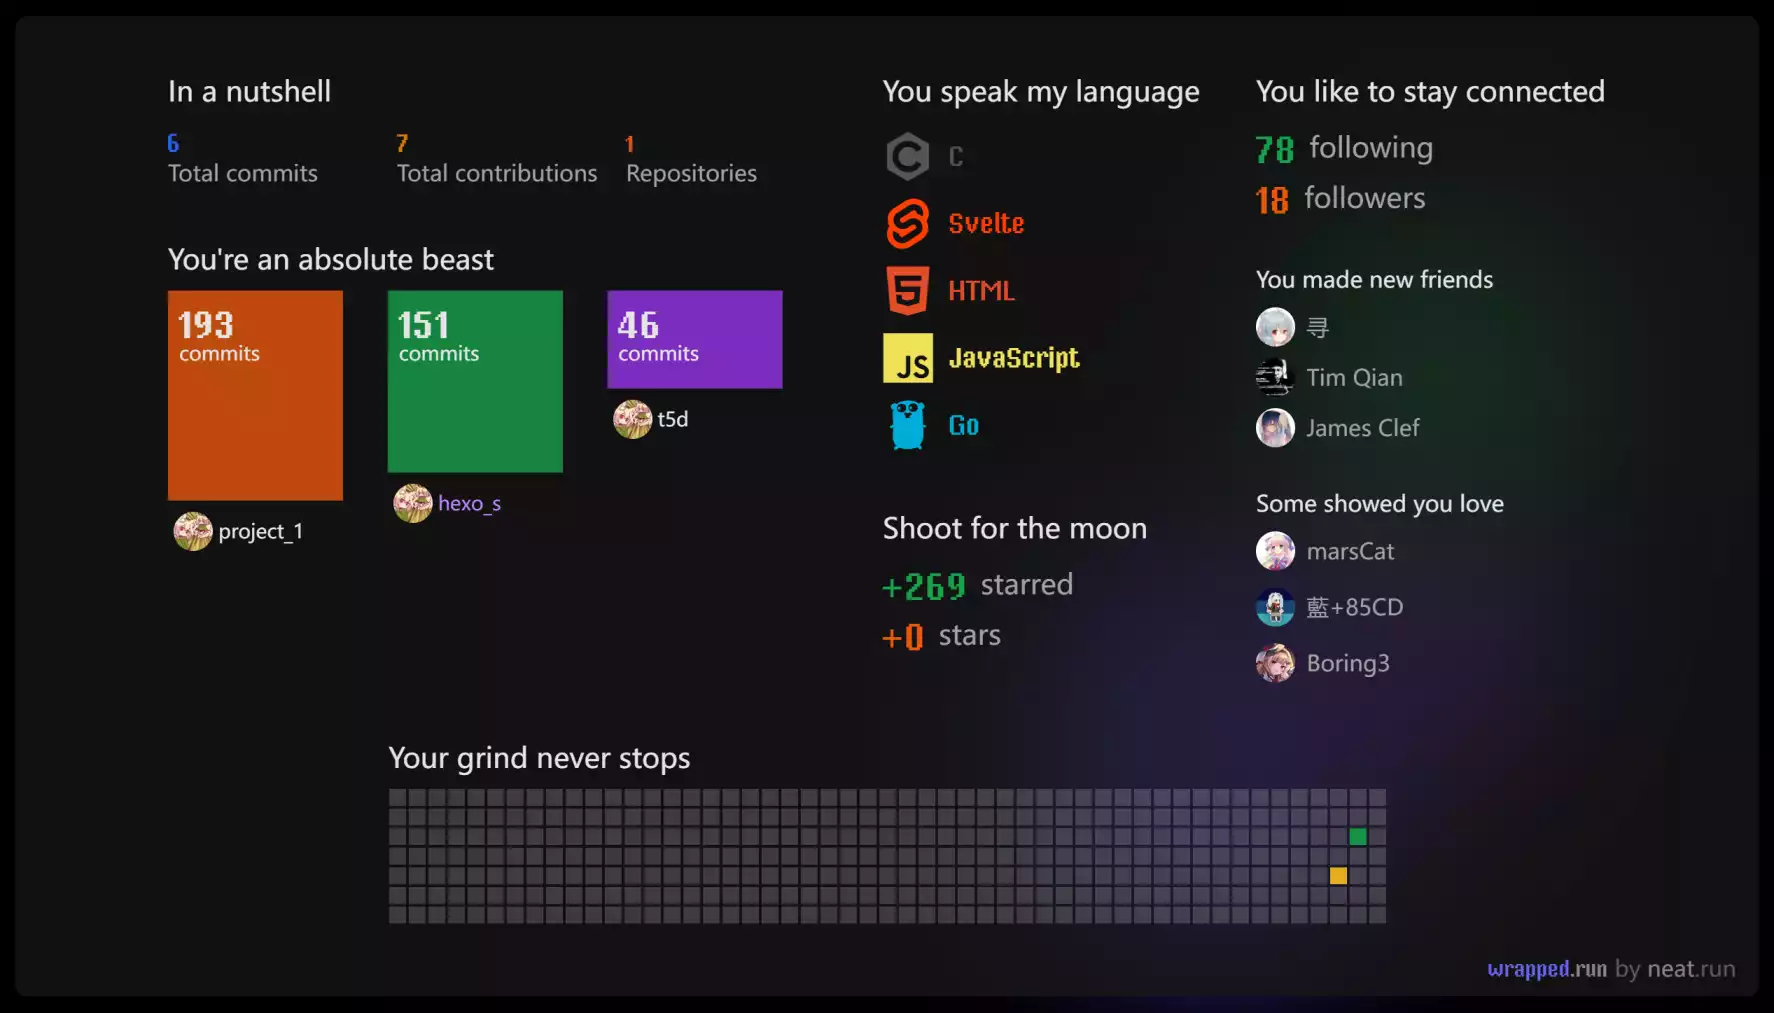 In a nutshell
6
Total commits
7
Total contributions
1
Repositories
You're an absolute beast
193
commits
project_1
151
commits
hexo_s
46
commits
t5d
You speak my language
C
Svelte
HTML
JS
JavaScript
Go
Shoot for the moon
+269 starred
+0 stars
You like to stay connected
78 following
18 followers
You made new friends
寻
Tim Qian
James Clef
Some showed you love
marsCat
藍+85CD
Boring3
Your grind never stops
wrapped.run by neat.run